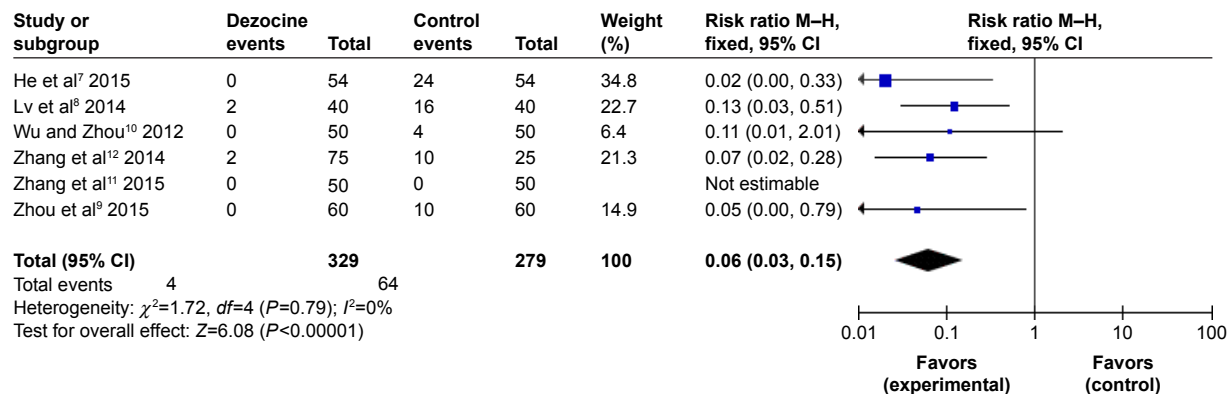 Study or subgroup Dezocine events Total Control events Total Weight (%) Risk ratio M–H, fixed, 95% CI Risk ratio M–H, fixed, 95% CI
He et al⁷ 2015 0 54 24 54 34.8 0.02 (0.00, 0.33)
Lv et al⁸ 2014 2 40 16 40 22.7 0.13 (0.03, 0.51)
Wu and Zhou¹⁰ 2012 0 50 4 50 6.4 0.11 (0.01, 2.01)
Zhang et al¹² 2014 2 75 10 25 21.3 0.07 (0.02, 0.28)
Zhang et al¹¹ 2015 0 50 0 50 Not estimable
Zhou et al⁹ 2015 0 60 10 60 14.9 0.05 (0.00, 0.79)
Total (95% CI) 329 279 100 0.06 (0.03, 0.15)
Total events 4 64
Heterogeneity: χ²=1.72, df=4 (P=0.79); I²=0%
Test for overall effect: Z=6.08 (P<0.00001)
0.01 0.1 1 10 100
Favors (experimental) Favors (control)